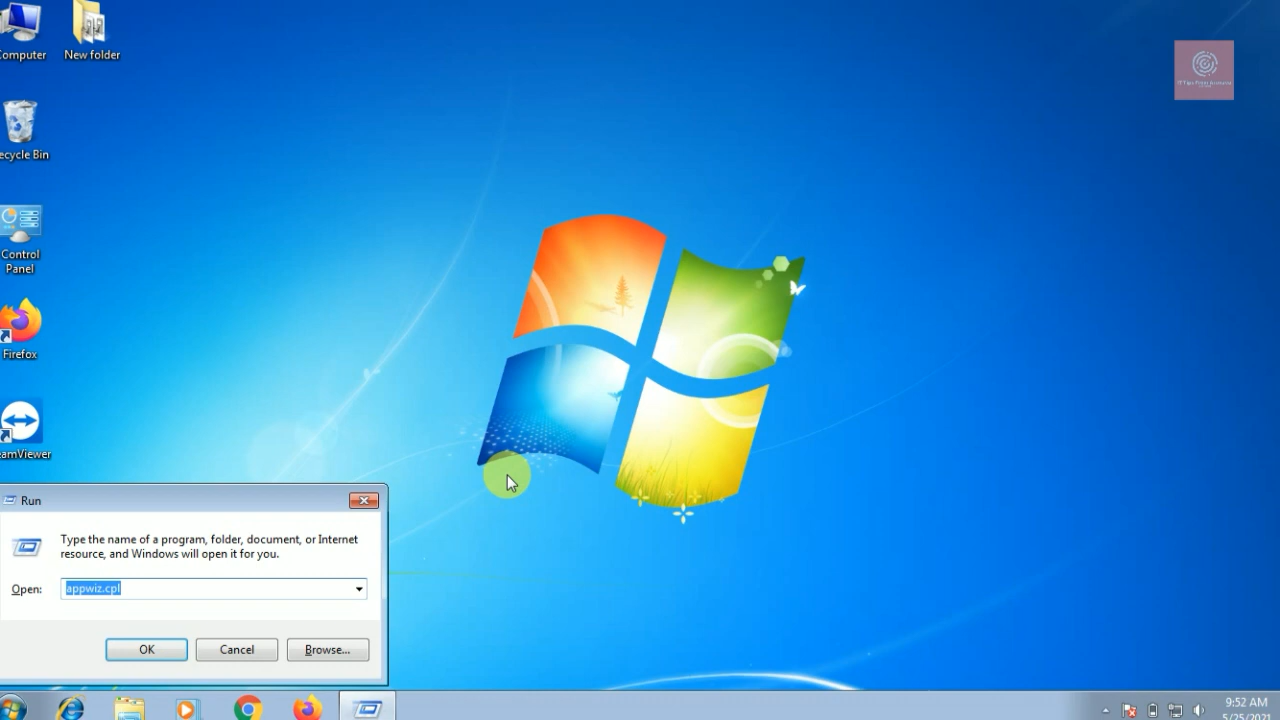 Computer
New folder
ecycle Bin
Control
Panel
Firefox
eamViewer
Run
Type the name of a program, folder, document, or Internet
resource, and Windows will open it for you.
Open:
appwiz.cpl
OK
Cancel
Browse...
9:52 AM
5/25/2021